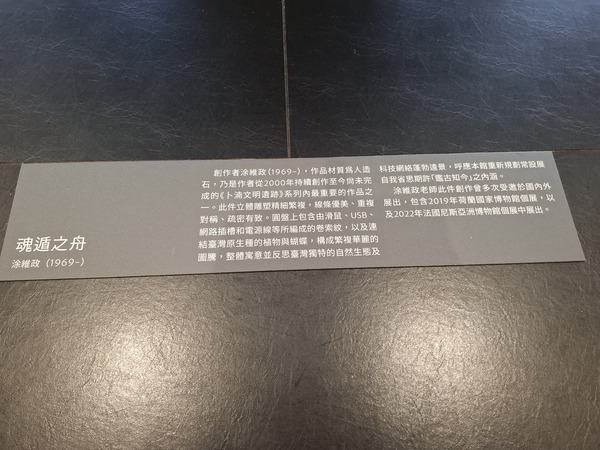 魂遁之舟
涂維政（1969–）
創作者涂維政(1969–)，作品材質為人造
石，乃是作者從2000年持續創作至今尚未完
成的《卜湳文明遺跡》系列內最重要的作品之
一。此件立體雕塑精細繁複，線條優美、重複
對稱、疏密有致。圓盤上包含由滑鼠、USB、
網路插槽和電源線等所編成的卷索紋，以及連
結臺灣原生種的植物與蝴蝶，構成繁複華麗的
圖騰，整體寓意並反思臺灣獨特的自然生態及
科技網絡蓬勃遠景，呼應本館重新規劃常設展
自我省思期許「鑑古知今」之內涵。
涂維政老師此件創作曾多次受邀於國內外
展出，包含2019年荷蘭國家博物館個展，以
及2022年法國尼斯亞洲博物館個展中展出。